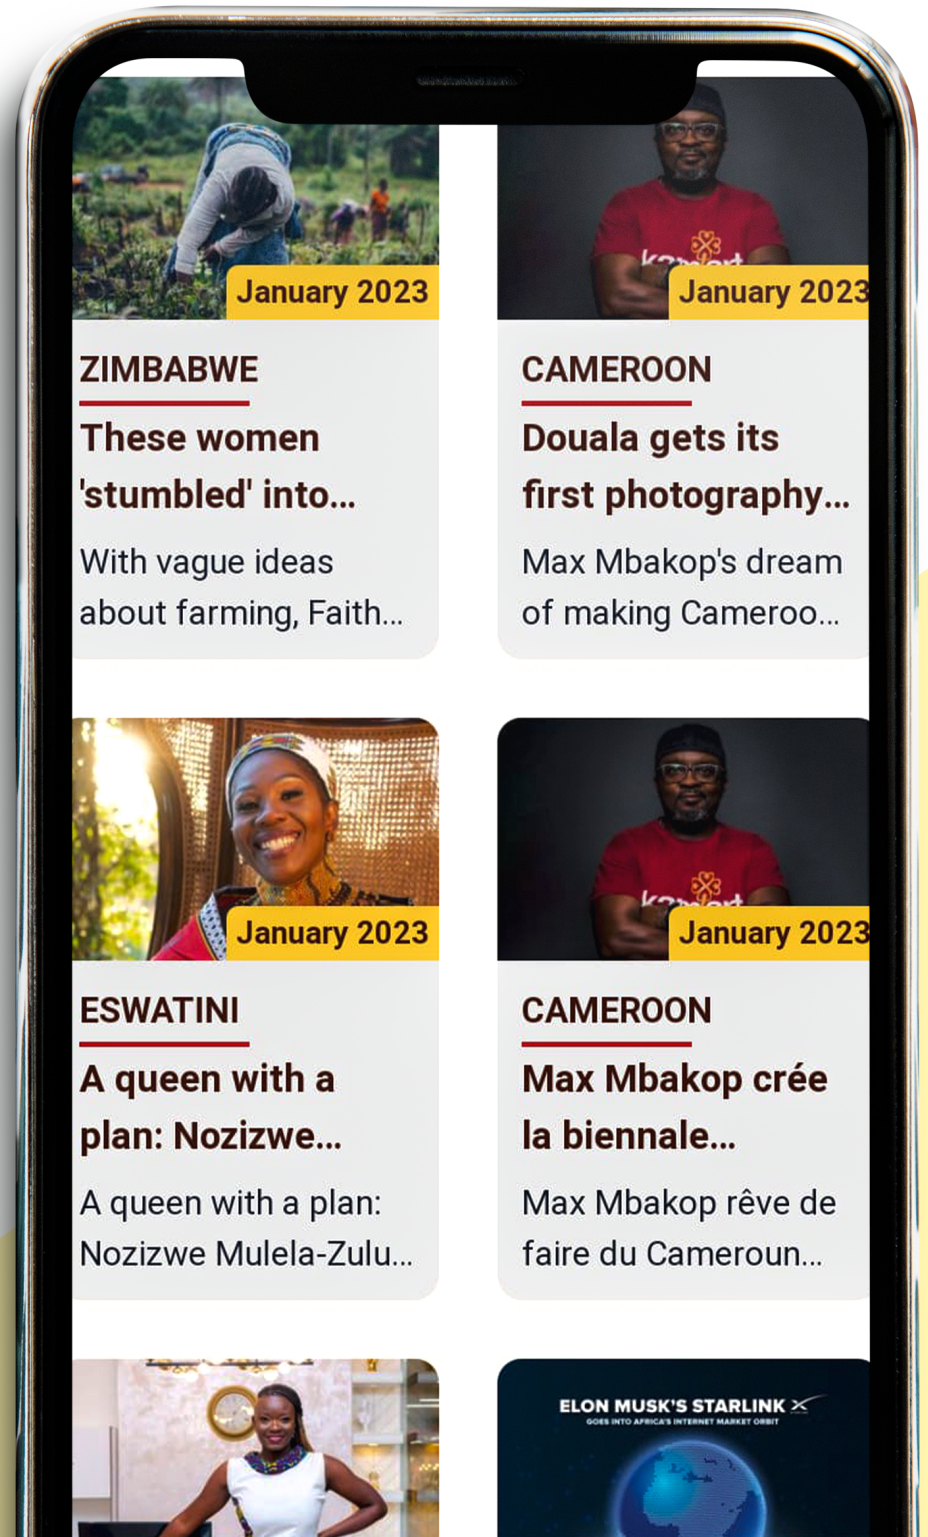 January 2023
ZIMBABWE
These women
'stumbled' into...
With vague ideas
about farming, Faith...
January 2023
CAMEROON
Douala gets its
first photography...
Max Mbakop's dream
of making Cameroo...
January 2023
ESWATINI
A queen with a
plan: Nozizwe...
A queen with a plan:
Nozizwe Mulela-Zulu...
January 2023
CAMEROON
Max Mbakop crée
la biennale...
Max Mbakop rêve de
faire du Cameroun...
ELON MUSK'S STARLINK
GOES INTO AFRICA'S INTERNET MARKET ORBIT